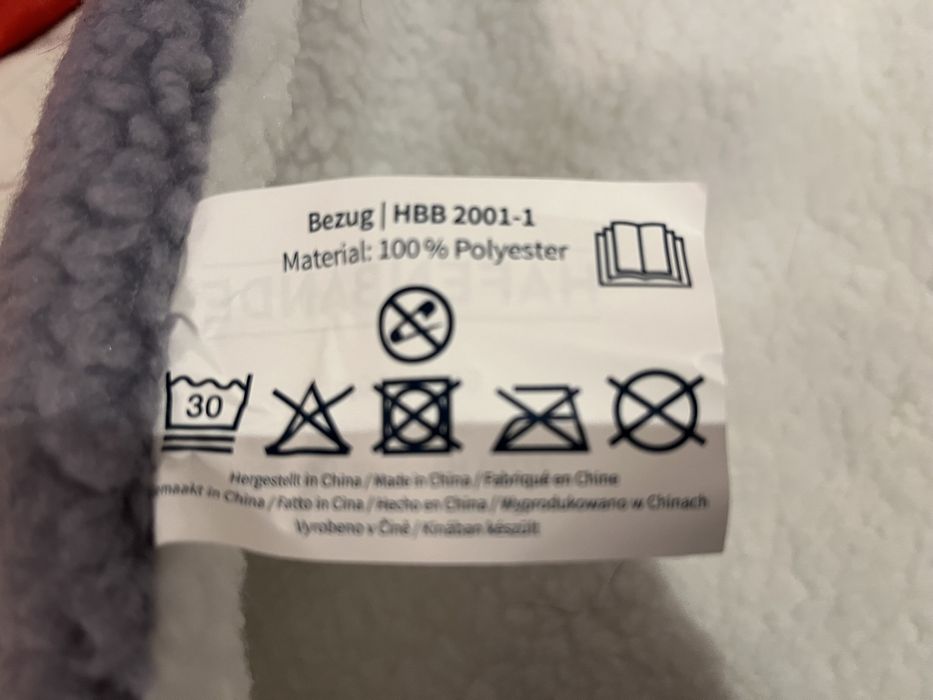 Bezug | HBB 2001-1
Material: 100 % Polyester
30
Hergestellt in China / Made in China / Fabriqué en Chine
maakt in China / Fatto in Cina / Hecho en China / Wyprodukowano w Chinach
Vyrobeno v Číně / Kínában készült